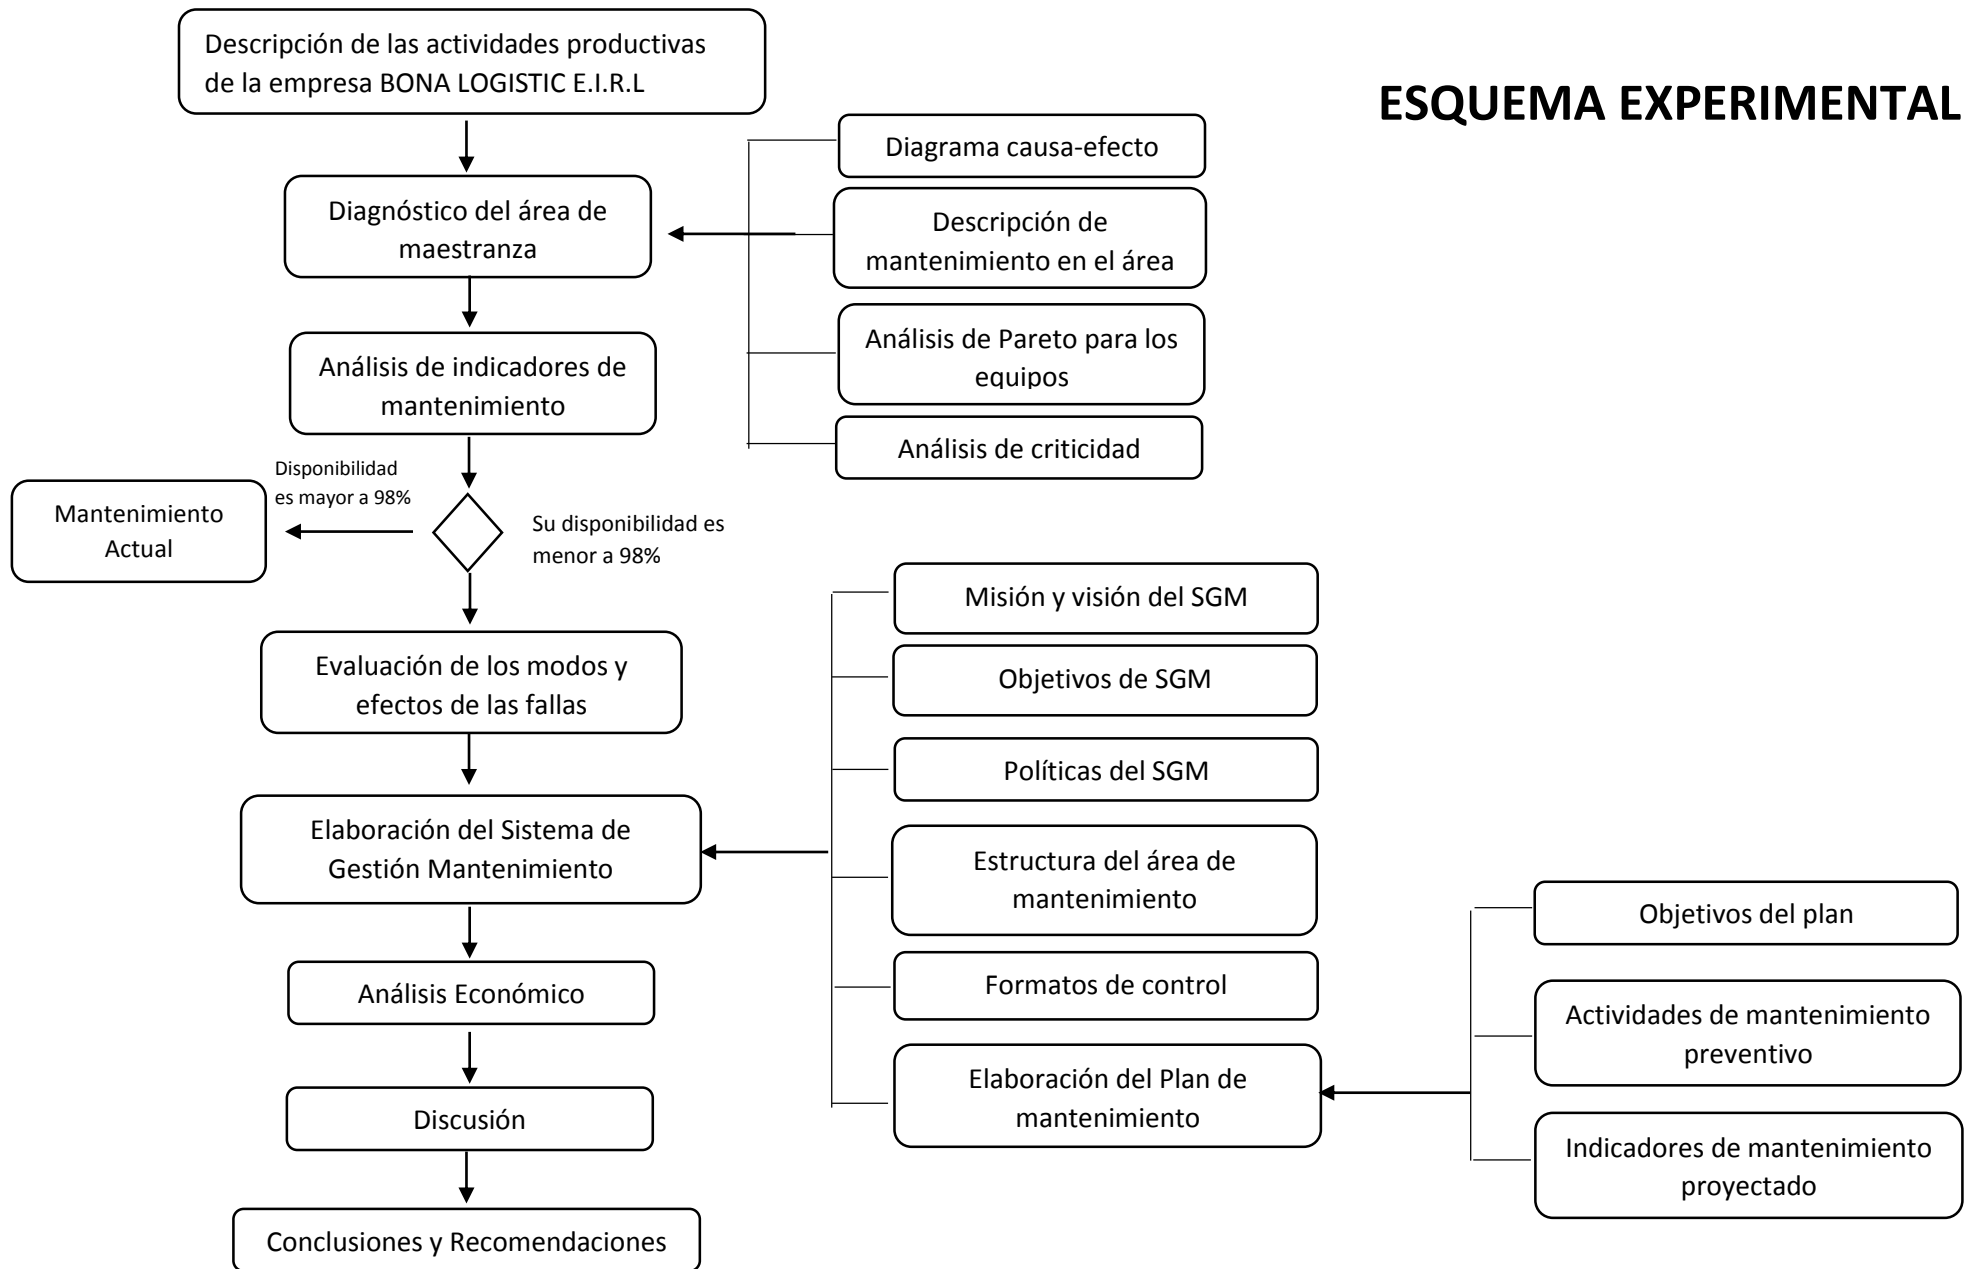 ESQUEMA EXPERIMENTAL
Descripción de las actividades productivas
de la empresa BONA LOGISTIC E.I.R.L
Diagnóstico del área de
maestranza
Diagrama causa-efecto
Descripción de
mantenimiento en el área
Análisis de Pareto para los
equipos
Análisis de criticidad
Análisis de indicadores de
mantenimiento
Disponibilidad
es mayor a 98%
Mantenimiento
Actual
Su disponibilidad es
menor a 98%
Evaluación de los modos y
efectos de las fallas
Elaboración del Sistema de
Gestión Mantenimiento
Misión y visión del SGM
Objetivos de SGM
Políticas del SGM
Estructura del área de
mantenimiento
Formatos de control
Elaboración del Plan de
mantenimiento
Objetivos del plan
Actividades de mantenimiento
preventivo
Indicadores de mantenimiento
proyectado
Análisis Económico
Discusión
Conclusiones y Recomendaciones